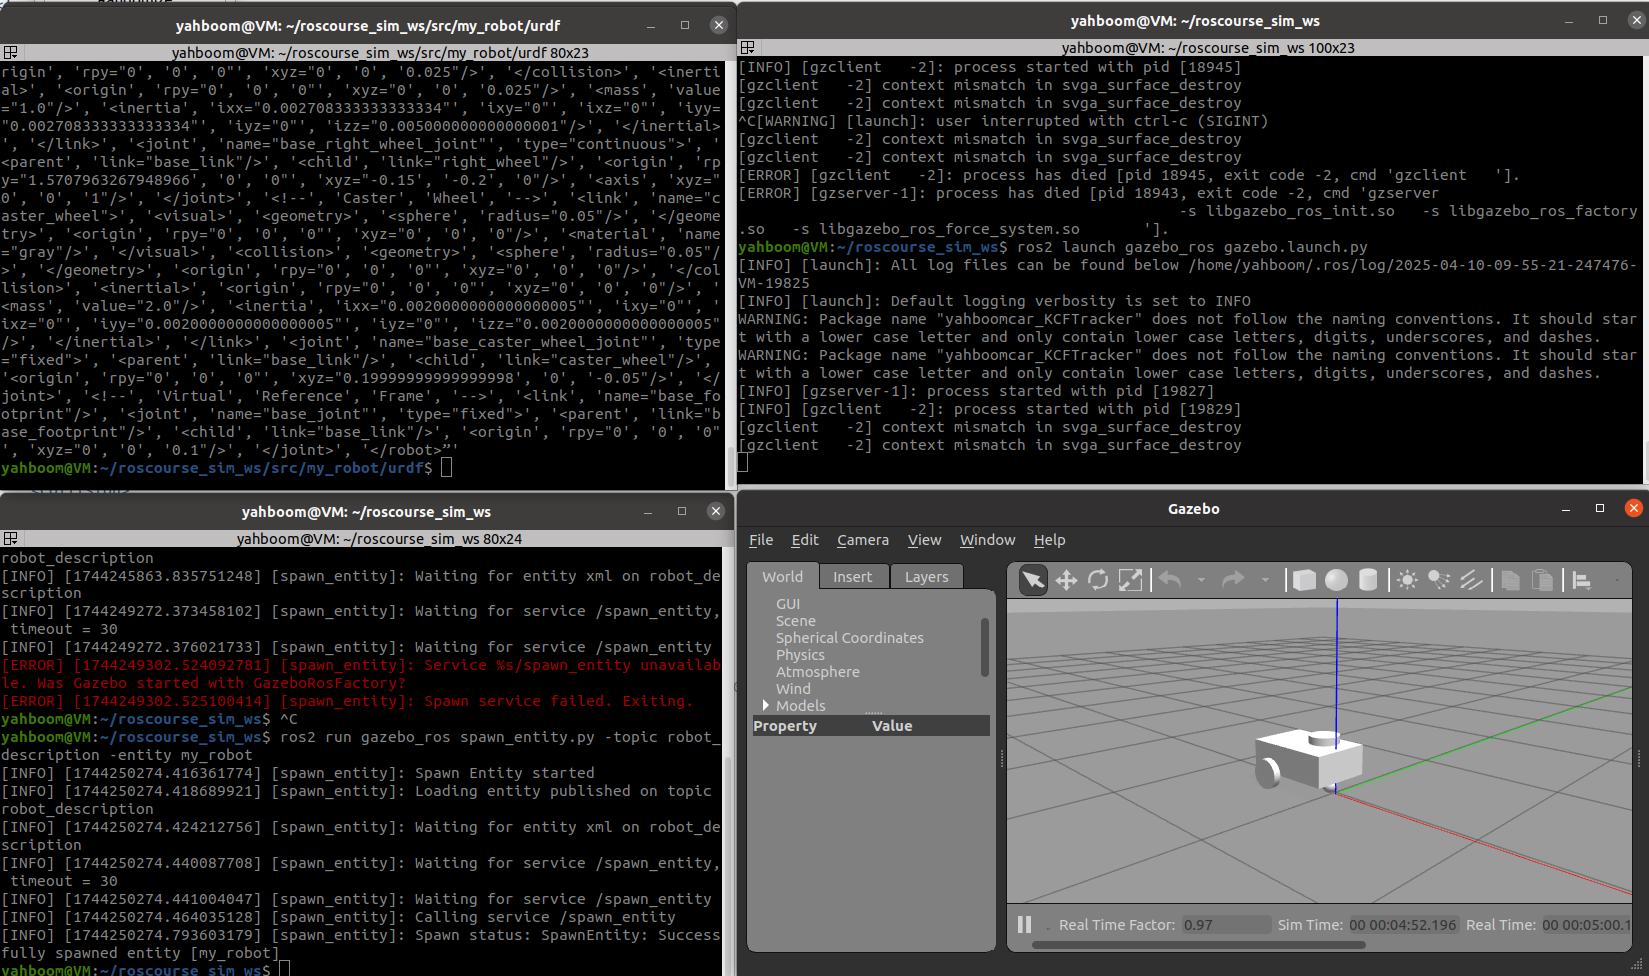 yahboom@VM: ~/roscourse_sim_ws/src/my_robot/urdf
yahboom@VM: ~/roscourse_sim_ws/src/my_robot/urdf 80x23
rigin', 'rpy="0', '0', '0"', 'xyz="0', '0', '0.025"/>', '</collision>', '<inerti
al>', '<origin', 'rpy="0', '0', '0"', 'xyz="0', '0', '0.025"/>', '<mass', 'value
="1.0"/>', '<inertia', 'ixx="0.0027083333333333334"', 'ixy="0"', 'ixz="0"', 'iyy=
"0.0027083333333333334"', 'iyz="0"', 'izz="0.005000000000000001"/>', '</inertial>
', '</link>', '<joint', 'name="base_right_wheel_joint"', 'type="continuous">', '
<parent', 'link="base_link"/>', '<child', 'link="right_wheel"/>', '<origin', 'rp
y="1.5707963267948966', '0', '0"', 'xyz="-0.15', '-0.2', '0"/>', '<axis', 'xyz="
0', '0', '1"/>', '</joint>', '<!--', 'Caster', 'Wheel', '-->', '<link', 'name="c
aster_wheel">', '<visual>', '<geometry>', '<sphere', 'radius="0.05"/>', '</geome
try>', '<origin', 'rpy="0', '0', '0"', 'xyz="0', '0', '0"/>', '<material', 'name
="gray"/>', '</visual>', '<collision>', '<geometry>', '<sphere', 'radius="0.05"/
>', '</geometry>', '<origin', 'rpy="0', '0', '0"', 'xyz="0', '0', '0"/>', '</col
lision>', '<inertial>', '<origin', 'rpy="0', '0', '0"', 'xyz="0', '0', '0"/>', '
<mass', 'value="2.0"/>', '<inertia', 'ixx="0.0020000000000000005"', 'ixy="0"', '
ixz="0"', 'iyy="0.0020000000000000005"', 'iyz="0"', 'izz="0.0020000000000000005"
/>', '</inertial>', '</link>', '<joint', 'name="base_caster_wheel_joint"', 'type
="fixed">', '<parent', 'link="base_link"/>', '<child', 'link="caster_wheel"/>',
'<origin', 'rpy="0', '0', '0"', 'xyz="0.19999999999999998', '0', '-0.05"/>', '</
joint>', '<!--', 'Virtual', 'Reference', 'Frame', '-->', '<link', 'name="base_fo
otprint"/>', '<joint', 'name="base_joint"', 'type="fixed">', '<parent', 'link="b
ase_footprint"/>', '<child', 'link="base_link"/>', '<origin', 'rpy="0', '0', '0"
', 'xyz="0', '0', '0.1"/>', '</joint>', '</robot>”'
yahboom@VM:~/roscourse_sim_ws/src/my_robot/urdf$
yahboom@VM: ~/roscourse_sim_ws
yahboom@VM: ~/roscourse_sim_ws 100x23
[INFO] [gzclient   -2]: process started with pid [18945]
[gzclient   -2] context mismatch in svga_surface_destroy
[gzclient   -2] context mismatch in svga_surface_destroy
^C[WARNING] [launch]: user interrupted with ctrl-c (SIGINT)
[gzclient   -2] context mismatch in svga_surface_destroy
[gzclient   -2] context mismatch in svga_surface_destroy
[ERROR] [gzclient   -2]: process has died [pid 18945, exit code -2, cmd 'gzclient   '].
[ERROR] [gzserver-1]: process has died [pid 18943, exit code -2, cmd 'gzserver
-s libgazebo_ros_init.so   -s libgazebo_ros_factory
.so   -s libgazebo_ros_force_system.so       '].
yahboom@VM:~/roscourse_sim_ws$ ros2 launch gazebo_ros gazebo.launch.py
[INFO] [launch]: All log files can be found below /home/yahboom/.ros/log/2025-04-10-09-55-21-247476-
VM-19825
[INFO] [launch]: Default logging verbosity is set to INFO
WARNING: Package name "yahboomcar_KCFTracker" does not follow the naming conventions. It should star
t with a lower case letter and only contain lower case letters, digits, underscores, and dashes.
WARNING: Package name "yahboomcar_KCFTracker" does not follow the naming conventions. It should star
t with a lower case letter and only contain lower case letters, digits, underscores, and dashes.
[INFO] [gzserver-1]: process started with pid [19827]
[INFO] [gzclient   -2]: process started with pid [19829]
[gzclient   -2] context mismatch in svga_surface_destroy
[gzclient   -2] context mismatch in svga_surface_destroy
yahboom@VM: ~/roscourse_sim_ws
yahboom@VM: ~/roscourse_sim_ws 80x24
robot_description
[INFO] [1744245863.835751248] [spawn_entity]: Waiting for entity xml on robot_de
scription
[INFO] [1744249272.373458102] [spawn_entity]: Waiting for service /spawn_entity,
 timeout = 30
[INFO] [1744249272.376021733] [spawn_entity]: Waiting for service /spawn_entity
[ERROR] [1744249302.524092781] [spawn_entity]: Service %s/spawn_entity unavailab
le. Was Gazebo started with GazeboRosFactory?
[ERROR] [1744249302.525100414] [spawn_entity]: Spawn service failed. Exiting.
yahboom@VM:~/roscourse_sim_ws$ ^C
yahboom@VM:~/roscourse_sim_ws$ ros2 run gazebo_ros spawn_entity.py -topic robot_
description -entity my_robot
[INFO] [1744250274.416361774] [spawn_entity]: Spawn Entity started
[INFO] [1744250274.418689921] [spawn_entity]: Loading entity published on topic
robot_description
[INFO] [1744250274.424212756] [spawn_entity]: Waiting for entity xml on robot_de
scription
[INFO] [1744250274.440087708] [spawn_entity]: Waiting for service /spawn_entity,
 timeout = 30
[INFO] [1744250274.441004047] [spawn_entity]: Waiting for service /spawn_entity
[INFO] [1744250274.464035128] [spawn_entity]: Calling service /spawn_entity
[INFO] [1744250274.793603179] [spawn_entity]: Spawn status: SpawnEntity: Success
fully spawned entity [my_robot]
yahboom@VM:~/roscourse_sim_ws$
Gazebo
File Edit Camera View Window Help
World Insert Layers
GUI
Scene
Spherical Coordinates
Physics
Atmosphere
Wind
Models
Property Value
Real Time Factor: 0.97 Sim Time: 00 00:04:52.196 Real Time: 00 00:05:00.1